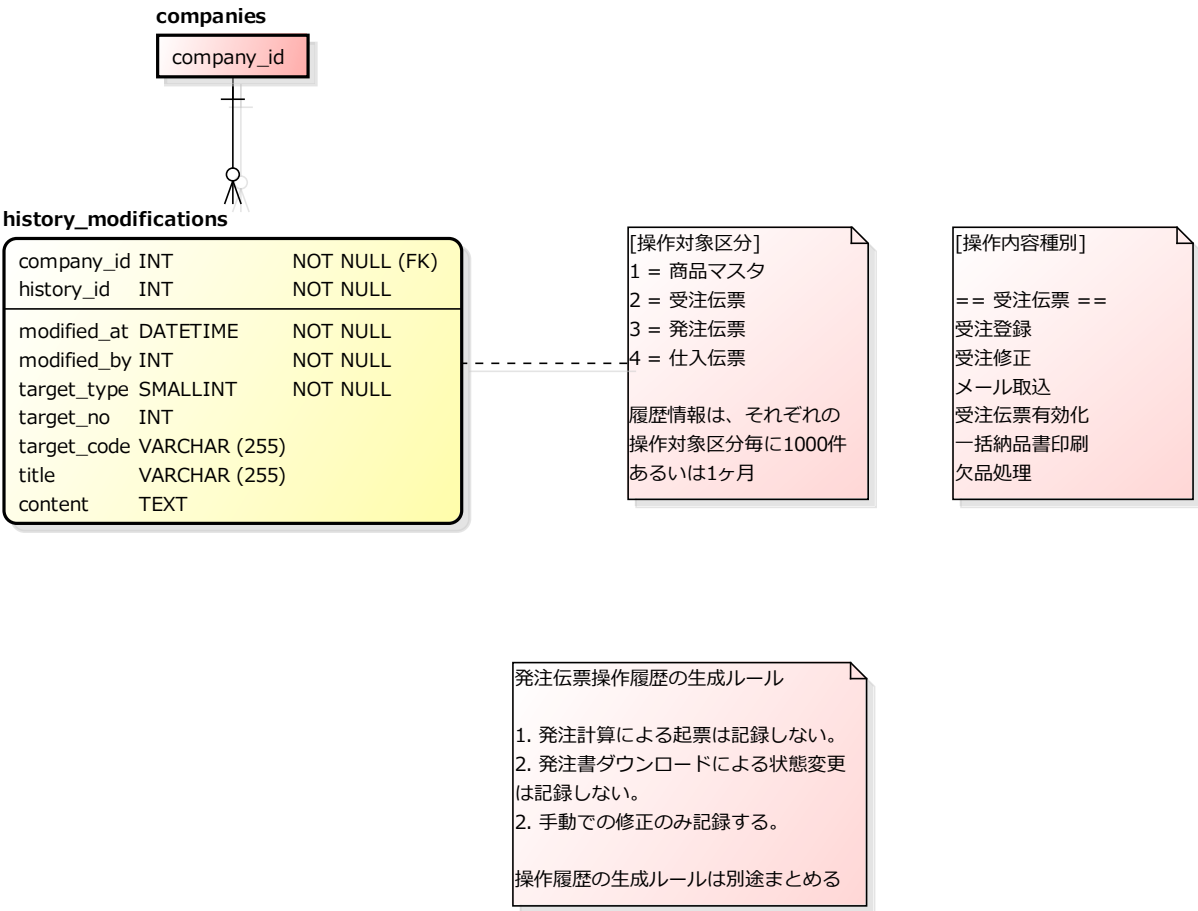 companies
company_id
history_modifications
company_id INT NOT NULL (FK)
history_id INT NOT NULL
modified_at DATETIME NOT NULL
modified_by INT NOT NULL
target_type SMALLINT NOT NULL
target_no INT
target_code VARCHAR (255)
title VARCHAR (255)
content TEXT
[操作対象区分]
1 = 商品マスタ
2 = 受注伝票
3 = 発注伝票
4 = 仕入伝票
履歴情報は、それぞれの
操作対象区分毎に1000件
あるいは1ヶ月
[操作内容種別]
== 受注伝票 ==
受注登録
受注修正
メール取込
受注伝票有効化
一括納品書印刷
欠品処理
発注伝票操作履歴の生成ルール
1. 発注計算による起票は記録しない。
2. 発注書ダウンロードによる状態変更
は記録しない。
2. 手動での修正のみ記録する。
操作履歴の生成ルールは別途まとめる